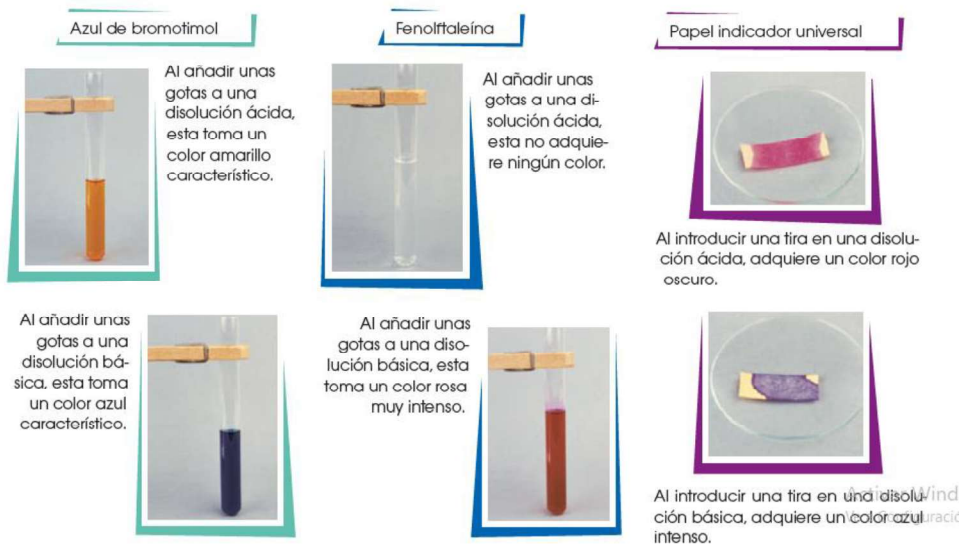 Azul de bromotimol
Al añadir unas
gotas a una
disolución ácida,
esta toma un
color amarillo
característico.
Al añadir unas
gotas a una
disolución bá-
sica, esta toma
un color azul
característico.
Fenolftaleína
Al añadir unas
gotas a una di-
solución ácida,
esta no adquie-
re ningún color.
Al añadir unas
gotas a una diso-
lución básica, esta
toma un color rosa
muy intenso.
Papel indicador universal
Al introducir una tira en una disolu-
ción ácida, adquiere un color rojo
oscuro.
Al introducir una tira en una disolu-
ción básica, adquiere un color azul
intenso.